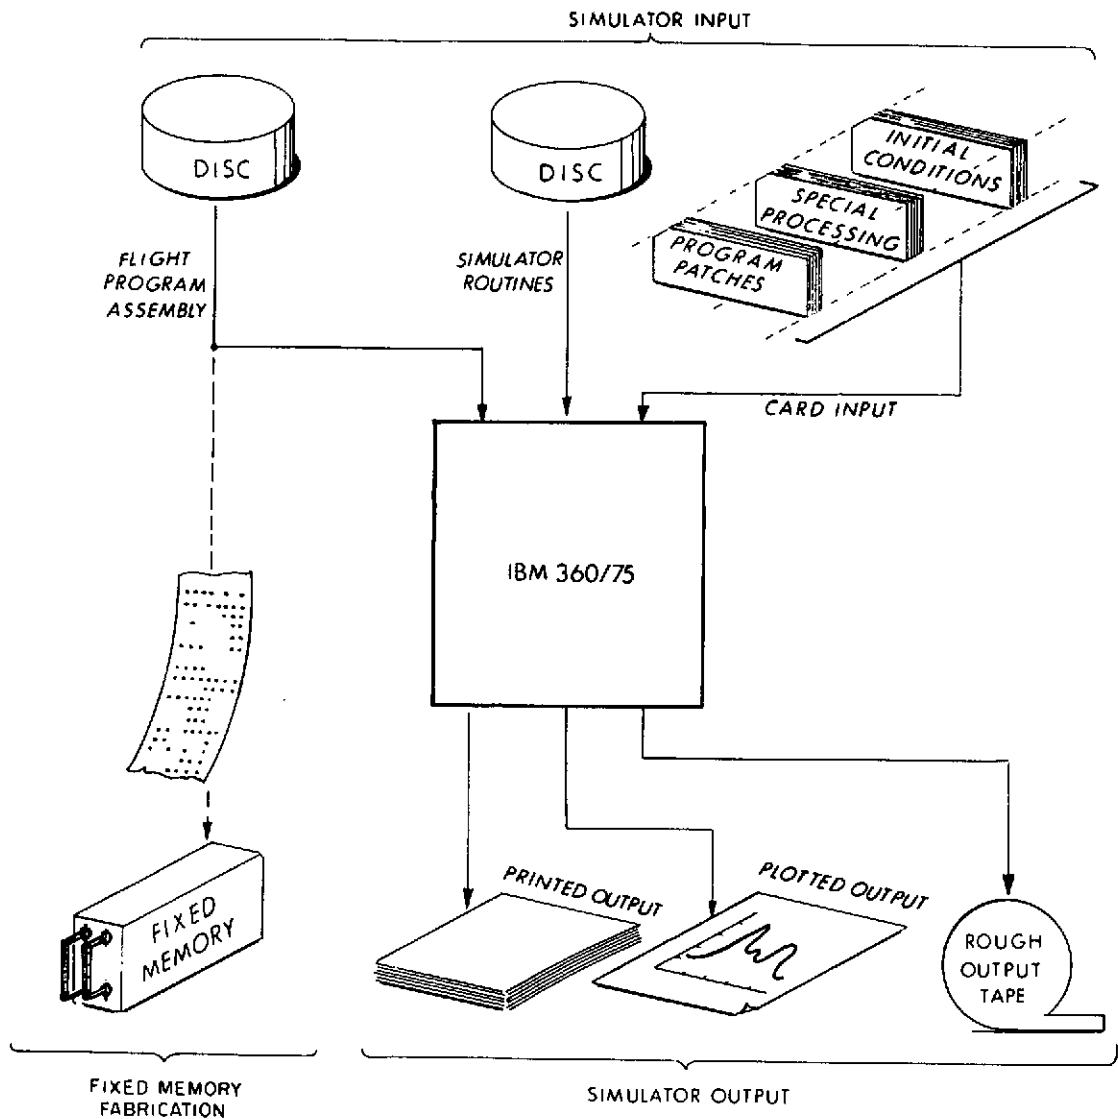 SIMULATOR INPUT
DISC
DISC
INITIAL
CONDITIONS
SPECIAL
PROCESSING
PROGRAM
PATCHES
FLIGHT
PROGRAM
ASSEMBLY
SIMULATOR
ROUTINES
CARD INPUT
IBM 360/75
PRINTED OUTPUT
PLOTTED OUTPUT
FIXED
MEMORY
ROUGH
OUTPUT
TAPE
FIXED MEMORY
FABRICATION
SIMULATOR OUTPUT